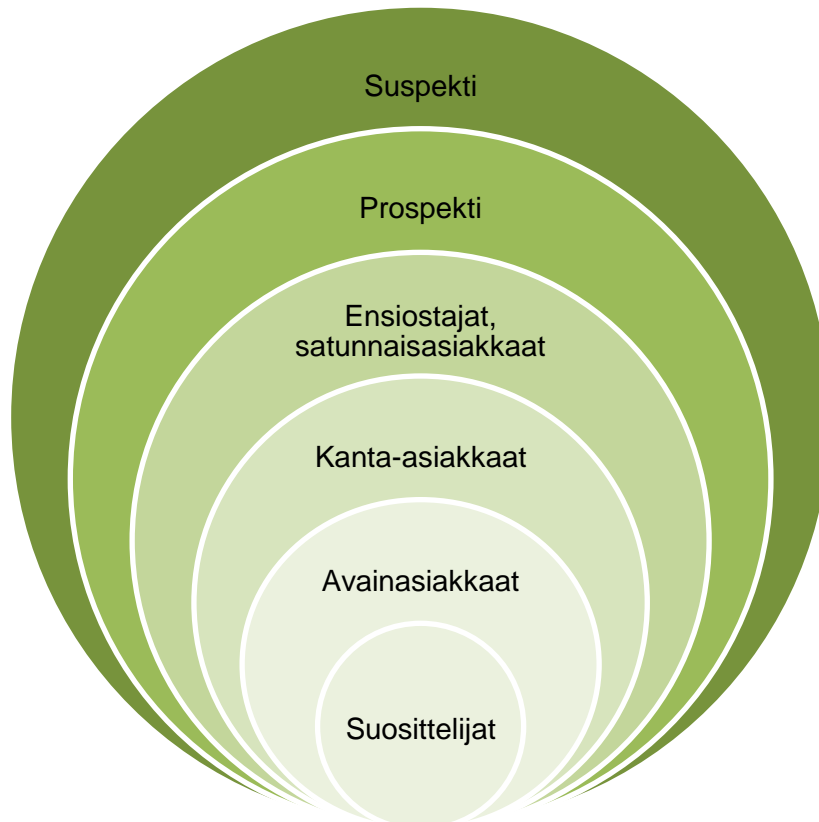 Suspekti
Prospekti
Ensiostajat,
satunnaisasiakkaat
Kanta-asiakkaat
Avainasiakkaat
Suosittelijat